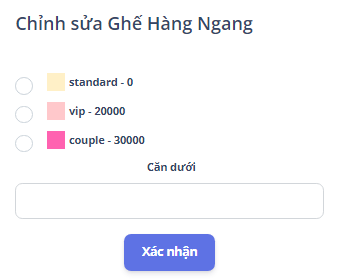 Chỉnh sửa Ghế Hàng Ngang
standard - 0
vip - 20000
couple - 30000
Căn dưới
Xác nhận